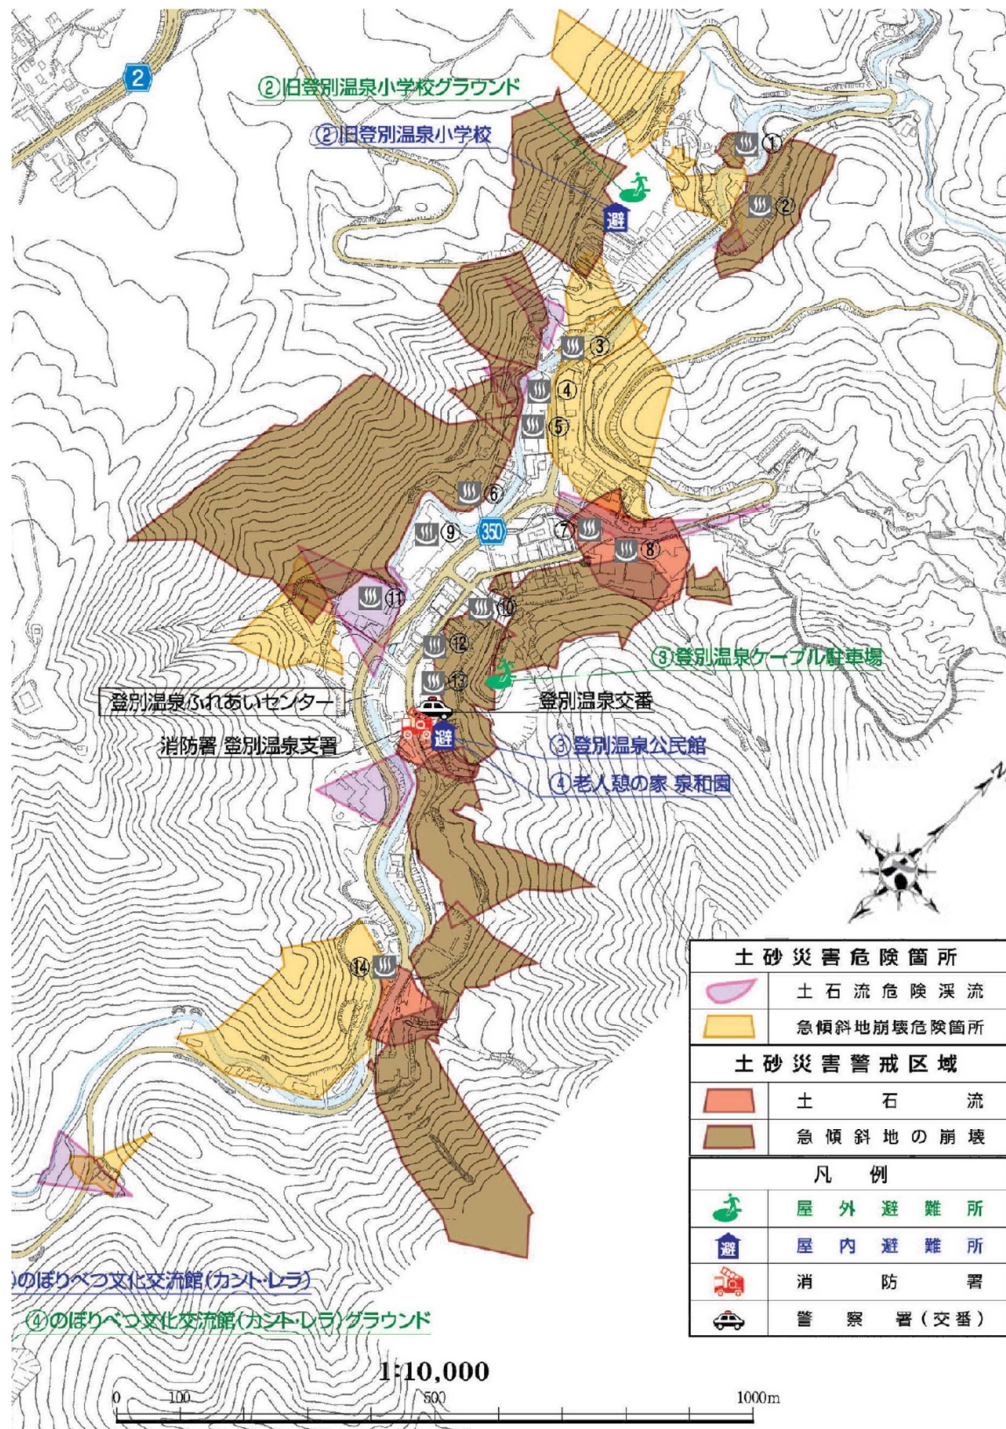 2
②旧登別温泉小学校グラウンド
②旧登別温泉小学校
避
①
②
③
④
⑤
⑥
⑦
⑧
⑨
350
⑩
⑪
⑫
⑬
③登別温泉ケーブル駐車場
登別温泉ふれあいセンター
登別温泉交番
消防署 登別温泉支署
避
③登別温泉公民館
④老人憩の家 泉和園
N
⑭
土砂災害危険箇所
土石流危険渓流
急傾斜地崩壊危険箇所
土砂災害警戒区域
土石流
急傾斜地の崩壊
凡例
屋外避難所
避 屋内避難所
消防署
警察署(交番)
のぼりべつ文化交流館(カント・レラ)
④のぼりべつ文化交流館(カント・レラ)グラウンド
1:10,000
0 100 500 1000m